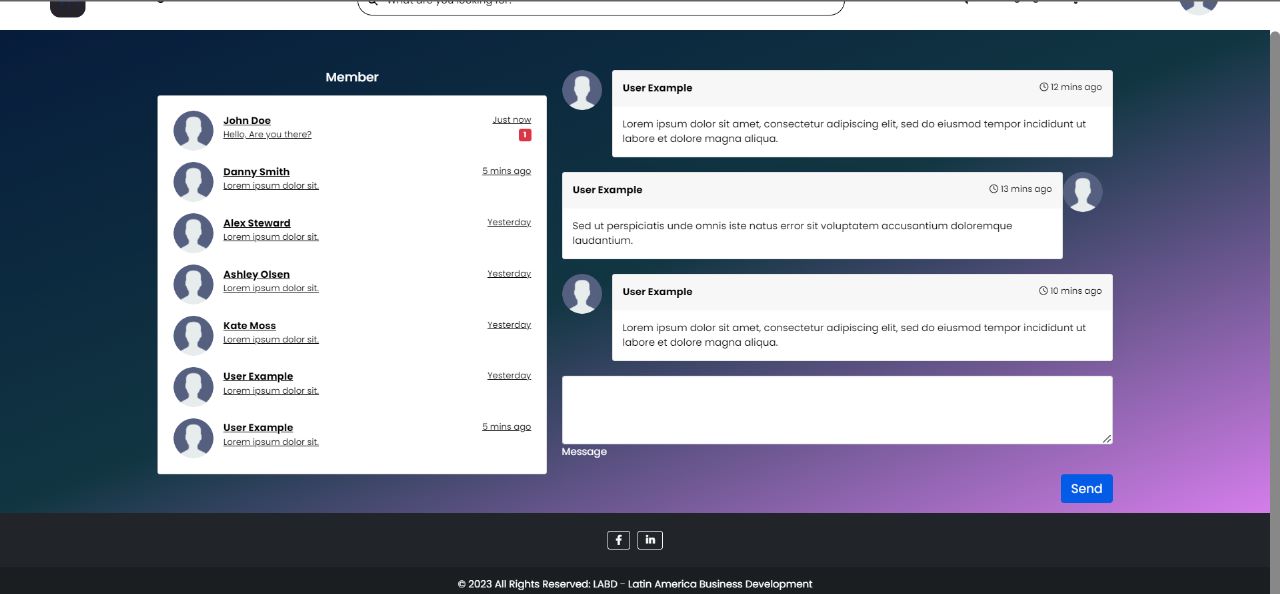 What are you looking for?
Member
John Doe
Just now
Hello, Are you there?
1
Danny Smith
5 mins ago
Lorem ipsum dolor sit.
Alex Steward
Yesterday
Lorem ipsum dolor sit.
Ashley Olsen
Yesterday
Lorem ipsum dolor sit.
Kate Moss
Yesterday
Lorem ipsum dolor sit.
User Example
Yesterday
Lorem ipsum dolor sit.
User Example
5 mins ago
Lorem ipsum dolor sit.
User Example
12 mins ago
Lorem ipsum dolor sit amet, consectetur adipiscing elit, sed do eiusmod tempor incididunt ut
labore et dolore magna aliqua.
User Example
13 mins ago
Sed ut perspiciatis unde omnis iste natus error sit voluptatem accusantium doloremque
laudantium.
User Example
10 mins ago
Lorem ipsum dolor sit amet, consectetur adipiscing elit, sed do eiusmod tempor incididunt ut
labore et dolore magna aliqua.
Message
Send
© 2023 All Rights Reserved: LABD - Latin America Business Development